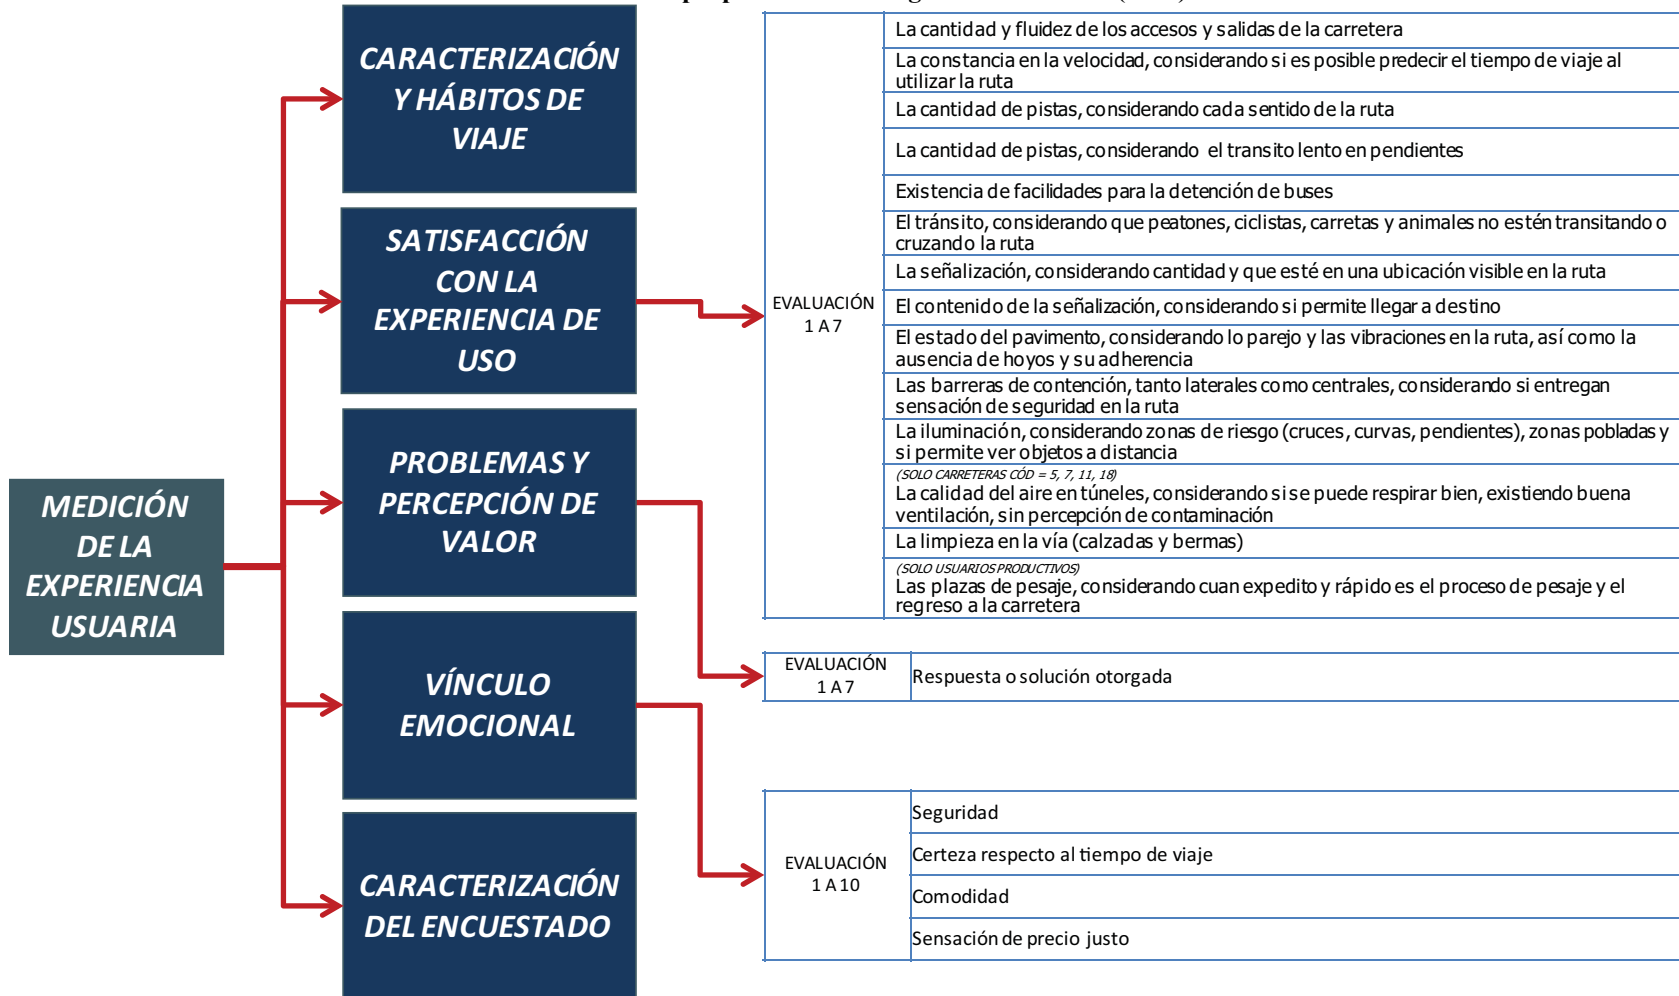 MEDICIÓN
DE LA
EXPERIENCIA
USUARIA
CARACTERIZACIÓN
Y HÁBITOS DE
VIAJE
SATISFACCIÓN
CON LA
EXPERIENCIA DE
USO
PROBLEMAS Y
PERCEPCIÓN DE
VALOR
VÍNCULO
EMOCIONAL
CARACTERIZACIÓN
DEL ENCUESTADO
EVALUACIÓN
1 A 7
La cantidad y fluidez de los accesos y salidas de la carretera
La constancia en la velocidad, considerando si es posible predecir el tiempo de viaje al
utilizar la ruta
La cantidad de pistas, considerando cada sentido de la ruta
La cantidad de pistas, considerando el transito lento en pendientes
Existencia de facilidades para la detención de buses
El tránsito, considerando que peatones, ciclistas, carretas y animales no estén transitando o
cruzando la ruta
La señalización, considerando cantidad y que esté en una ubicación visible en la ruta
El contenido de la señalización, considerando si permite llegar a destino
El estado del pavimento, considerando lo parejo y las vibraciones en la ruta, así como la
ausencia de hoyos y su adherencia
Las barreras de contención, tanto laterales como centrales, considerando si entregan
sensación de seguridad en la ruta
La iluminación, considerando zonas de riesgo (cruces, curvas, pendientes), zonas pobladas y
si permite ver objetos a distancia
(SOLO CARRETERAS CÓD = 5, 7, 11, 18)
La calidad del aire en túneles, considerando si se puede respirar bien, existiendo buena
ventilación, sin percepción de contaminación
La limpieza en la vía (calzadas y bermas)
(SOLO USUARIOS PRODUCTIVOS)
Las plazas de pesaje, considerando cuan expedito y rápido es el proceso de pesaje y el
regreso a la carretera
EVALUACIÓN
1 A 7
Respuesta o solución otorgada
EVALUACIÓN
1 A 10
Seguridad
Certeza respecto al tiempo de viaje
Comodidad
Sensación de precio justo